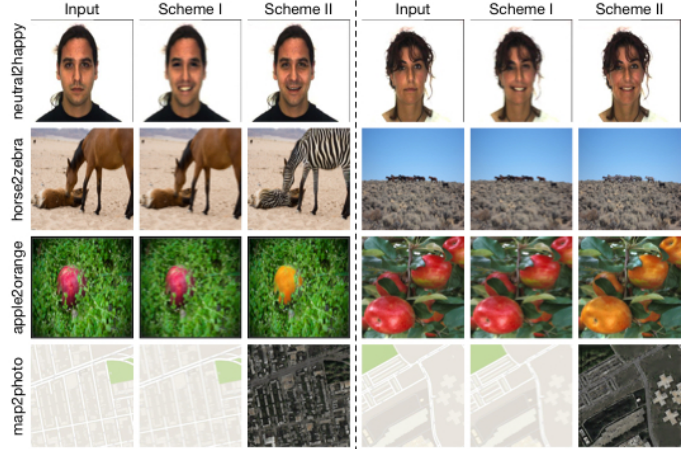 Input Scheme I Scheme II Input Scheme I Scheme II
neutral2happy
horse2zebra
apple2orange
map2photo